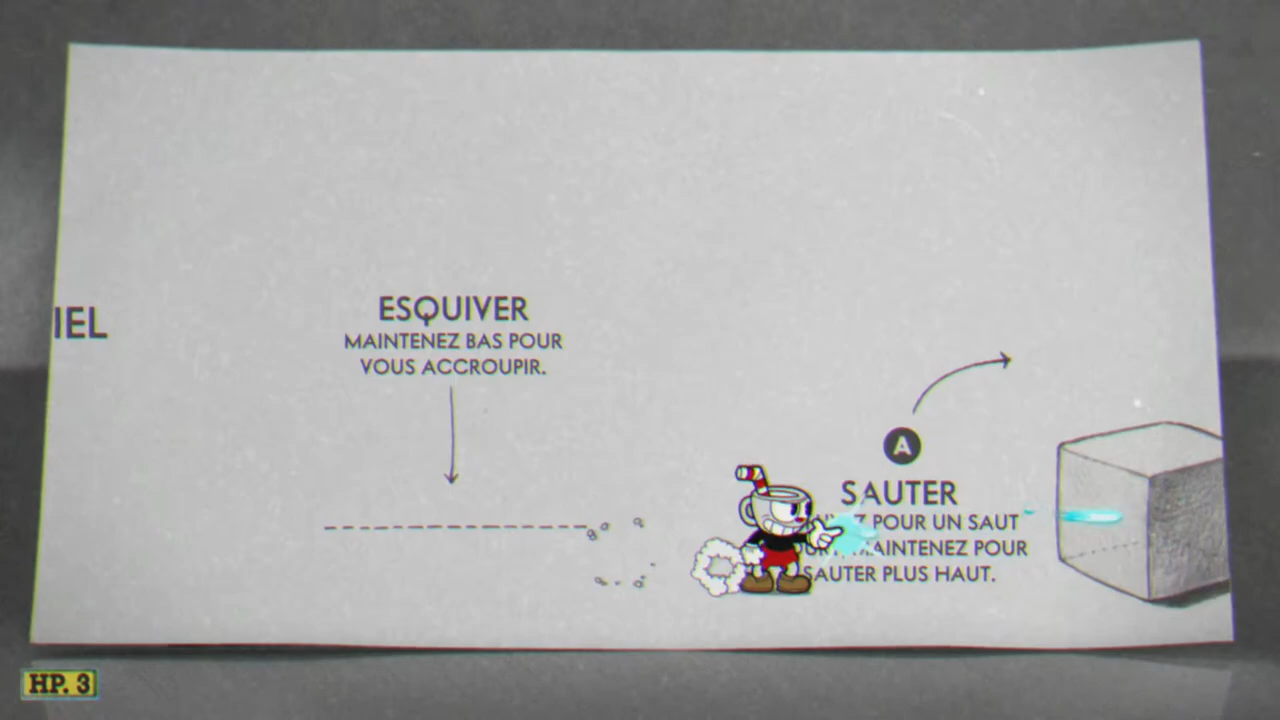 IEL
ESQUIVER
MAINTENEZ BAS POUR
VOUS ACCROUPIR.
A
SAUTER
POUR UN SAUT
MAINTENEZ POUR
SAUTER PLUS HAUT.
HP. 3